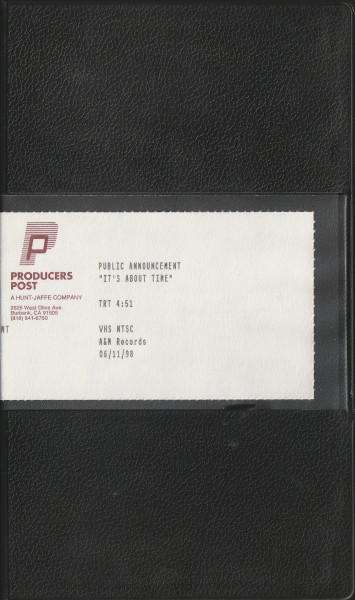 P
PRODUCERS
POST
A HUNT-JAFFE COMPANY
2625 West Olive Ave.
Burbank, CA 91505
(818) 841-6750
NT
PUBLIC ANNOUNCEMENT
"IT'S ABOUT TIME"
TRT 4:51
VHS NTSC
A&M Records
06/11/98